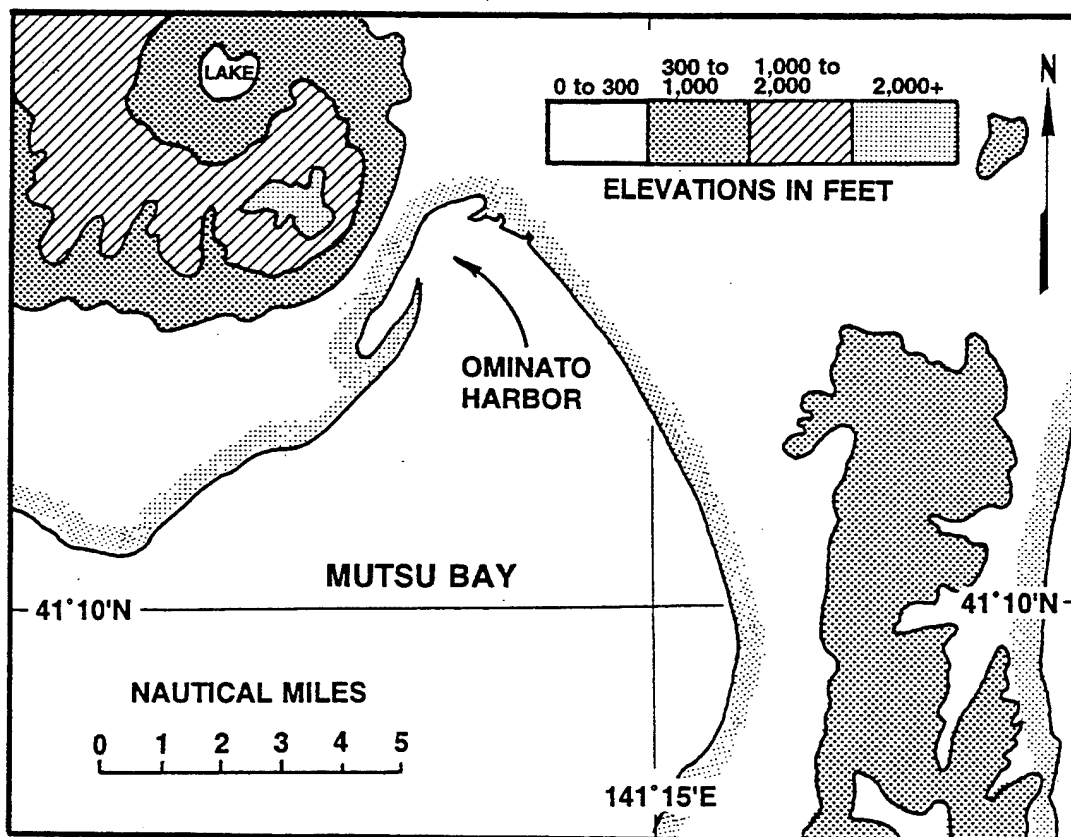 LAKE
0 to 300
300 to
1,000
1,000 to
2,000
2,000+
ELEVATIONS IN FEET
N
OMINATO
HARBOR
MUTSU BAY
41°10'N
41°10'N
NAUTICAL MILES
0 1 2 3 4 5
141°15'E